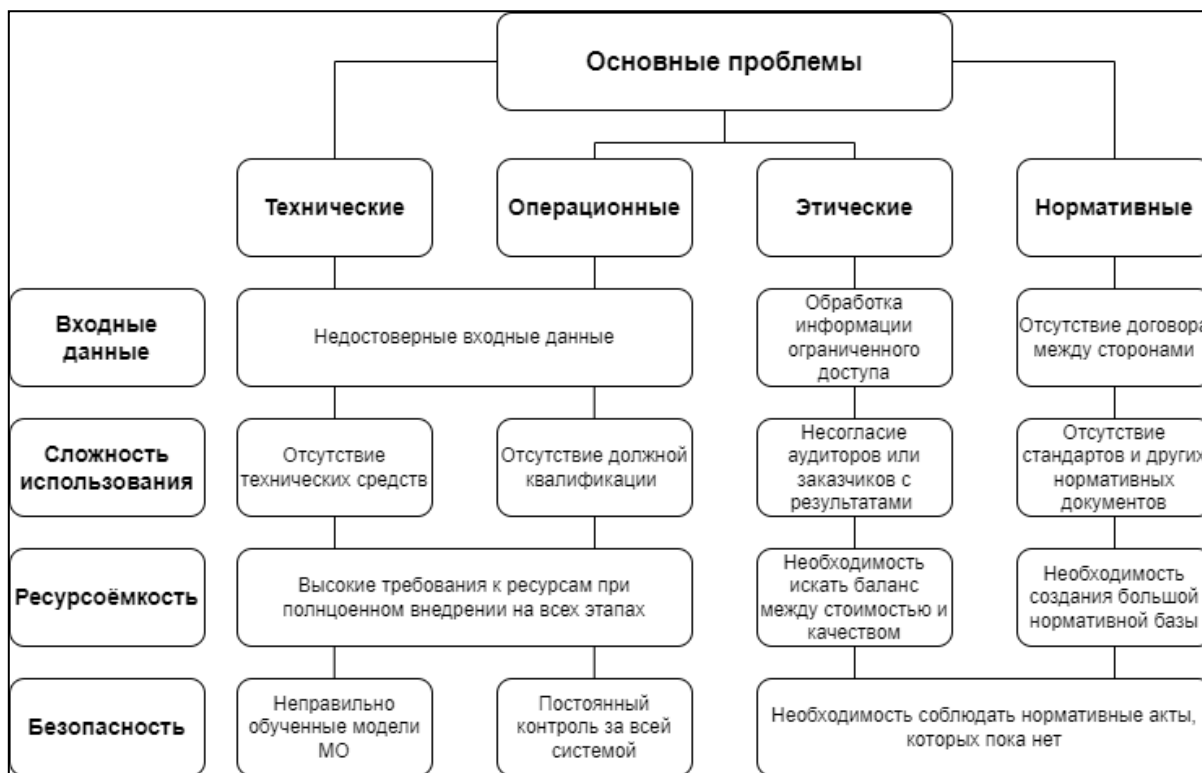 Основные проблемы
Технические
Операционные
Этические
Нормативные
Входные
данные
Недостоверные входные данные
Обработка
информации
ограниченного
доступа
Отсутствие договора
между сторонами
Сложность
использования
Отсутствие
технических средств
Отсутствие должной
квалификации
Несогласие
аудиторов или
заказчиков с
результатами
Отсутствие
стандартов и других
нормативных
документов
Ресурсоёмкость
Высокие требования к ресурсам при
полнцоенном внедрении на всех этапах
Необходимость
искать баланс
между стоимостью и
качеством
Необходимость
создания большой
нормативной базы
Безопасность
Неправильно
обученные модели
МО
Постоянный
контроль за всей
системой
Необходимость соблюдать нормативные акты,
которых пока нет